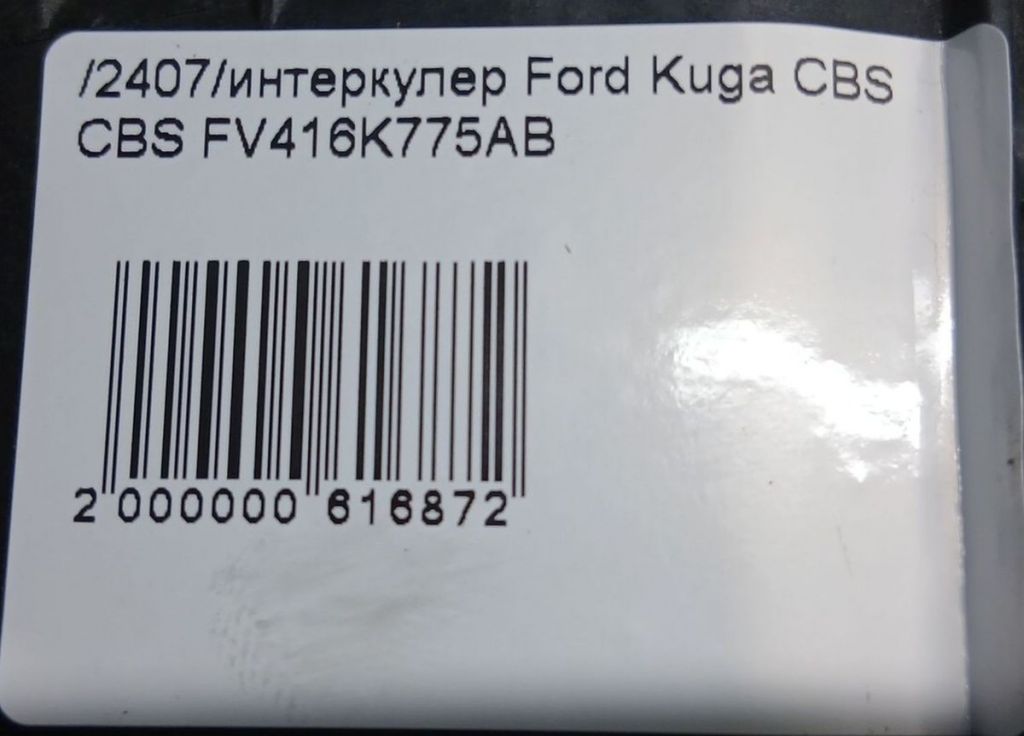 /2407/интеркулер Ford Kuga CBS
CBS FV416K775AB
2 000000 616872